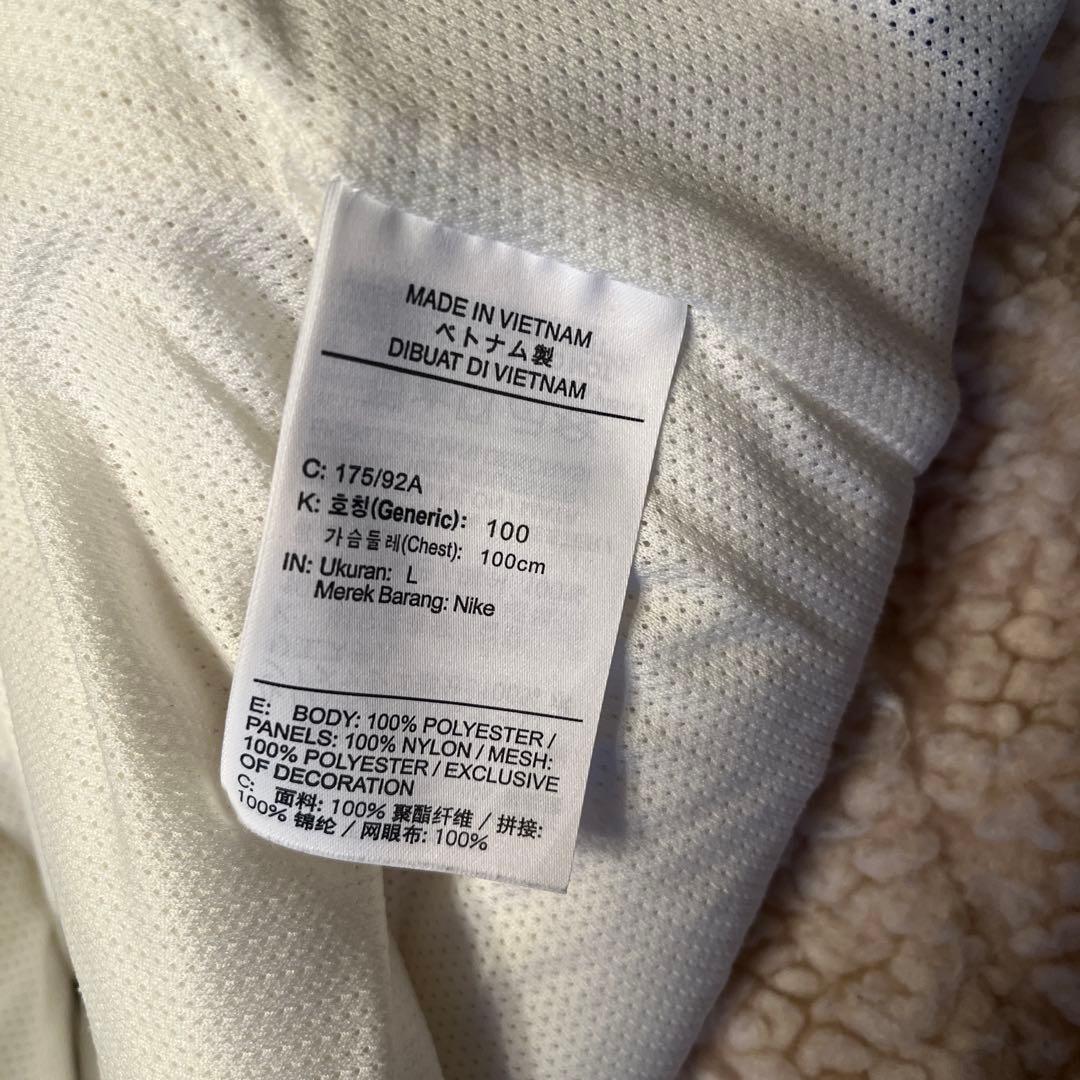 MADE IN VIETNAM
ベトナム製
DIBUAT DI VIETNAM
C: 175/92A
K: 호칭(Generic): 100
가슴둘레(Chest): 100cm
IN: Ukuran: L
Merek Barang: Nike
E: BODY: 100% POLYESTER /
PANELS: 100% NYLON / MESH:
100% POLYESTER / EXCLUSIVE
OF DECORATION
C: 面料: 100% 聚酯纤维 / 拼接:
100% 锦纶 / 网眼布: 100%